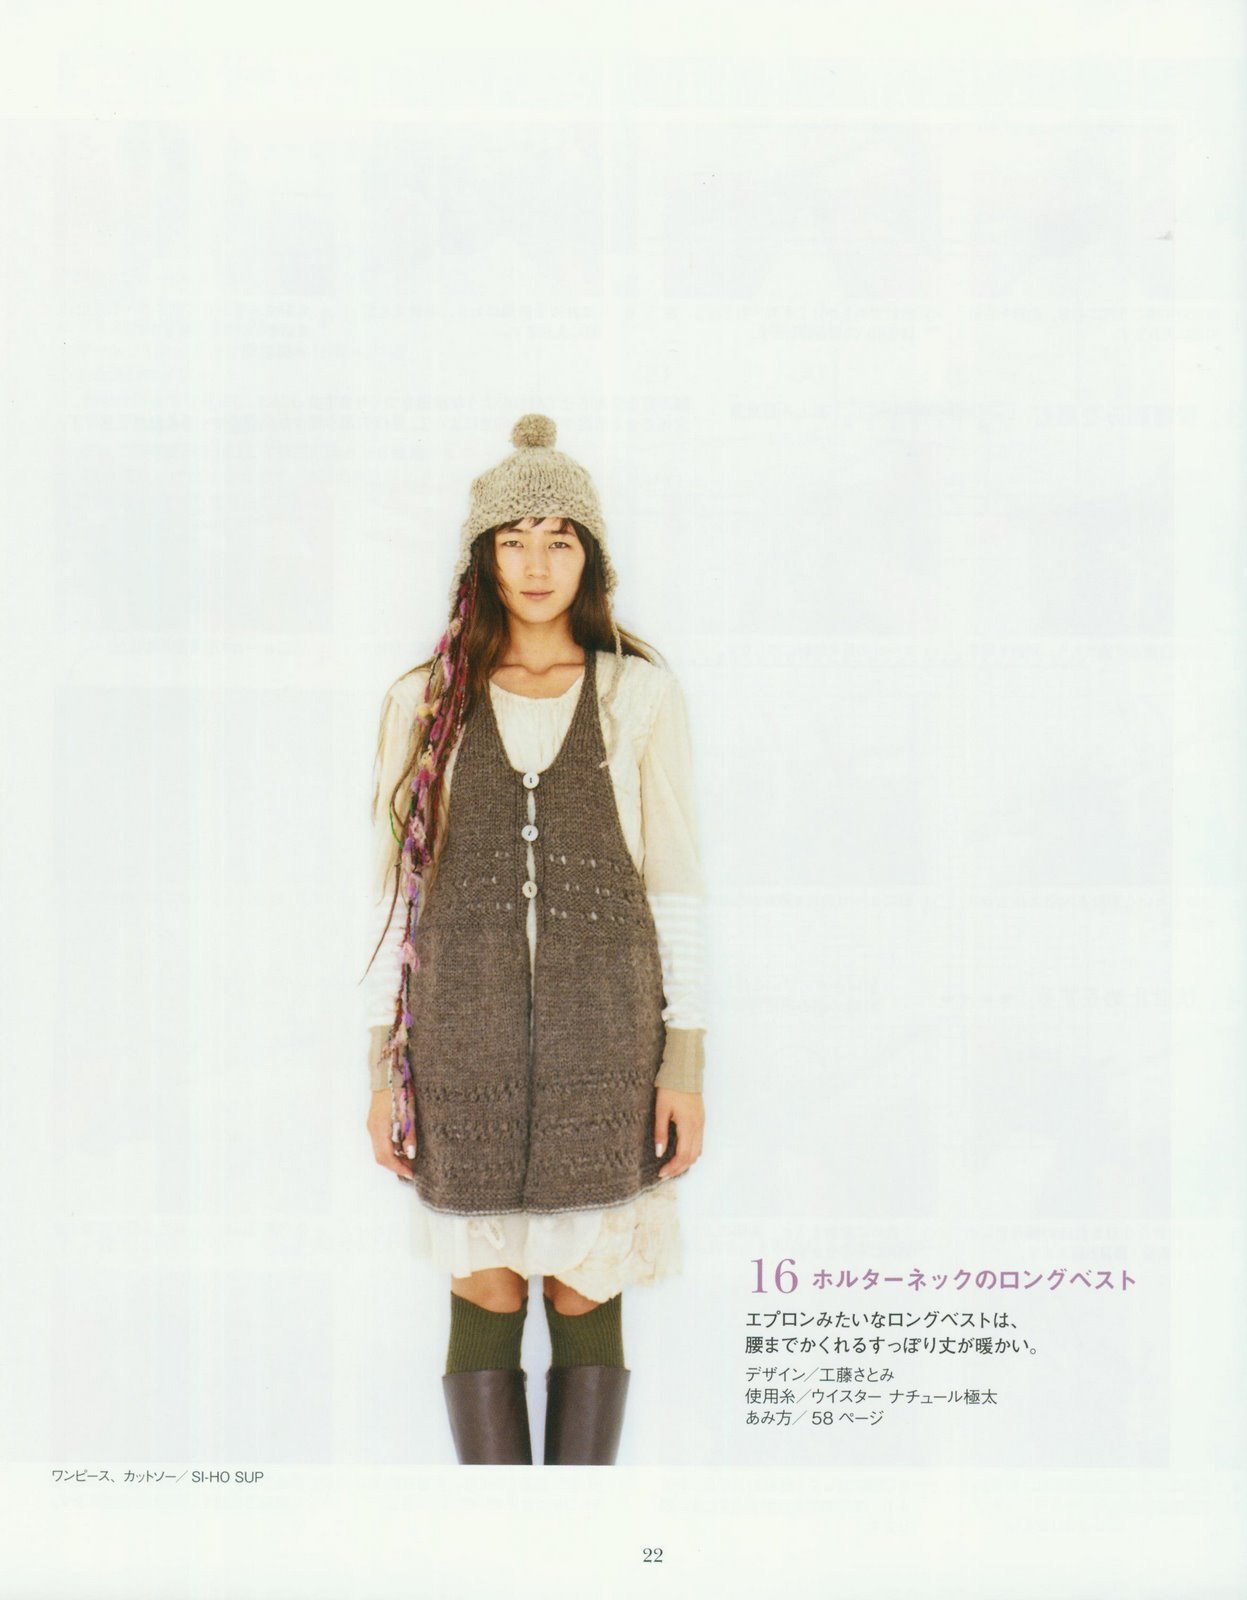 16 ホルターネックのロングベスト
エプロンみたいなロングベストは、
腰までかくれるすっぽり丈が暖かい。
デザイン／工藤さとみ
使用糸／ウイスター ナチュール極太
あみ方／58 ページ
ワンピース、カットソー／SI-HO SUP
22